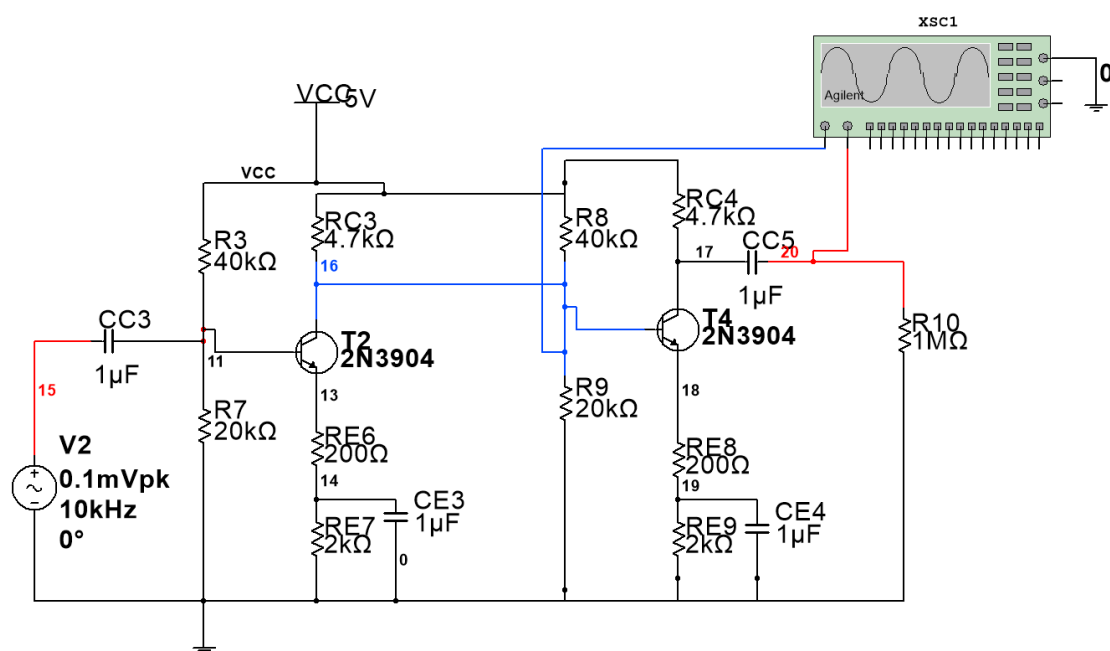 XSC1
Agilent
0
VCC
5V
VCC
RC3
4.7kΩ
R8
40kΩ
RC4
4.7kΩ
R3
40kΩ
16
17
CC5
20
1µF
CC3
1µF
11
T2
2N3904
T4
2N3904
R10
1MΩ
15
13
18
R7
20kΩ
R9
20kΩ
V2
0.1mVpk
10kHz
0°
RE6
200Ω
RE8
200Ω
14
19
CE3
1µF
CE4
1µF
RE7
2kΩ
RE9
2kΩ
0